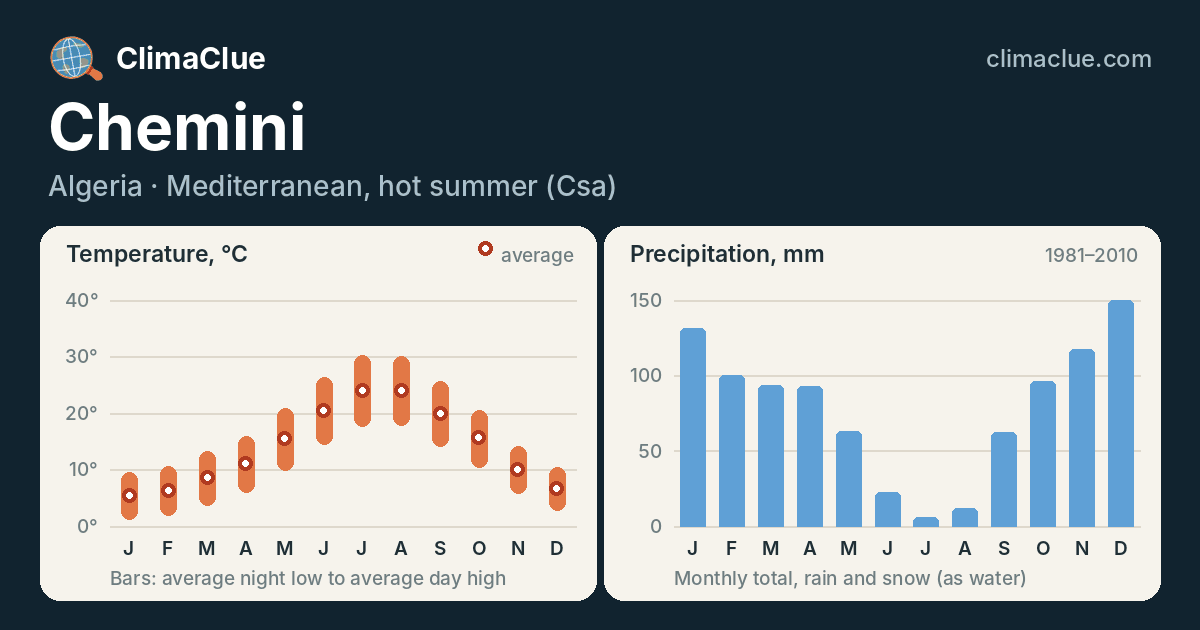 ClimaClue
climaclue.com
Chemini
Algeria · Mediterranean, hot summer (Csa)
Temperature, °C
average
40°
30°
20°
10°
0°
J F M A M J J A S O N D
Bars: average night low to average day high
Precipitation, mm
1981–2010
150
100
50
0
J F M A M J J A S O N D
Monthly total, rain and snow (as water)